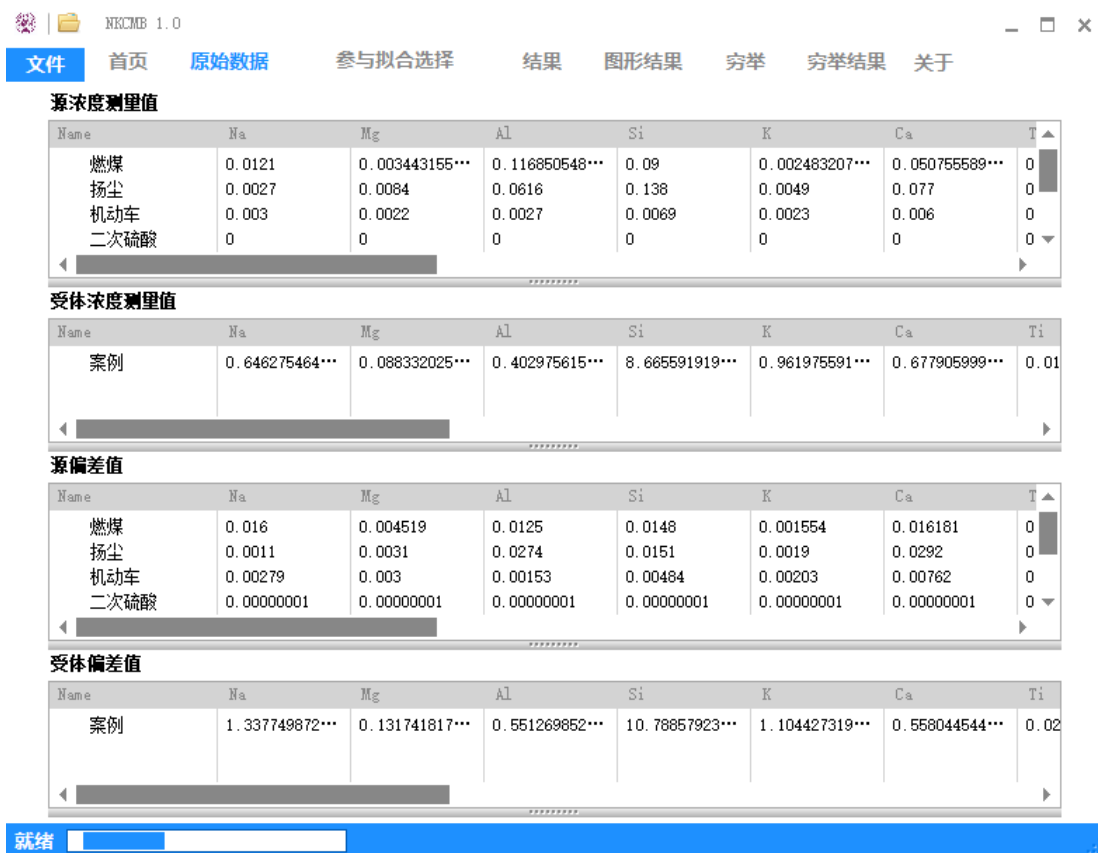 NKCMB 1.0
文件 首页 原始数据 参与拟合选择 结果 图形结果 穷举 穷举结果 关于
源浓度测量值
Name Na Mg Al Si K Ca T
燃煤 0.0121 0.003443155… 0.116850548… 0.09 0.002483207… 0.050755589… 0
扬尘 0.0027 0.0084 0.0616 0.138 0.0049 0.077 0
机动车 0.003 0.0022 0.0027 0.0069 0.0023 0.006 0
二次硫酸 0 0 0 0 0 0 0
受体浓度测量值
Name Na Mg Al Si K Ca Ti
案例 0.646275464… 0.088332025… 0.402975615… 8.665591919… 0.961975591… 0.677905999… 0.01
源偏差值
Name Na Mg Al Si K Ca T
燃煤 0.016 0.004519 0.0125 0.0148 0.001554 0.016181 0
扬尘 0.0011 0.0031 0.0274 0.0151 0.0019 0.0292 0
机动车 0.00279 0.003 0.00153 0.00484 0.00203 0.00762 0
二次硫酸 0.00000001 0.00000001 0.00000001 0.00000001 0.00000001 0.00000001 0
受体偏差值
Name Na Mg Al Si K Ca Ti
案例 1.337749872… 0.131741817… 0.551269852… 10.78857923… 1.104427319… 0.558044544… 0.02
就绪